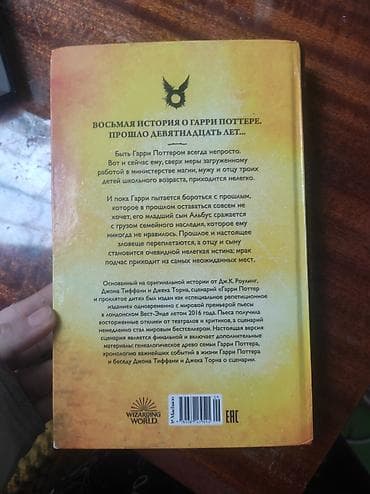 ВОСЬМАЯ ИСТОРИЯ О ГАРРИ ПОТТЕРЕ.
ПРОШЛО ДЕВЯТНАДЦАТЬ ЛЕТ...
Быть Гарри Поттером всегда непросто.
Вот и сейчас ему, сверх меры загруженному
работой в министерстве магии, мужу и отцу троих
детей школьного возраста, приходится нелегко.
И пока Гарри пытается бороться с прошлым,
которое в прошлом оставаться совсем не
хочет, его младший сын Альбус сражается
с грузом семейного наследия, которое ему
никогда не нравилось. Прошлое и настоящее
зловеще переплетаются, а отцу и сыну
становится очевидной нелегкая истина: мрак
подчас приходит из самых неожиданных мест.
Основанный на оригинальной истории от Дж.К. Роулинг,
Джона Тиффани и Джека Торна, сценарий «Гарри Поттер
и проклятое дитя» был издан как «специальное репетиционное
издание» одновременно с мировой премьерой пьесы
в лондонском Вест-Энде летом 2016 года. Пьеса получила
восторженные отклики от театралов и критиков, а сценарий
немедленно стал мировым бестселлером. Настоящая версия
сценария является финальной и включает дополнительные
материалы: генеалогическое древо семьи Гарри Поттера,
хронологию важнейших событий в жизни Гарри Поттера
и беседу Джона Тиффани и Джека Торна о сценарии.
WIZARDING
WORLD
Machaon
EAC